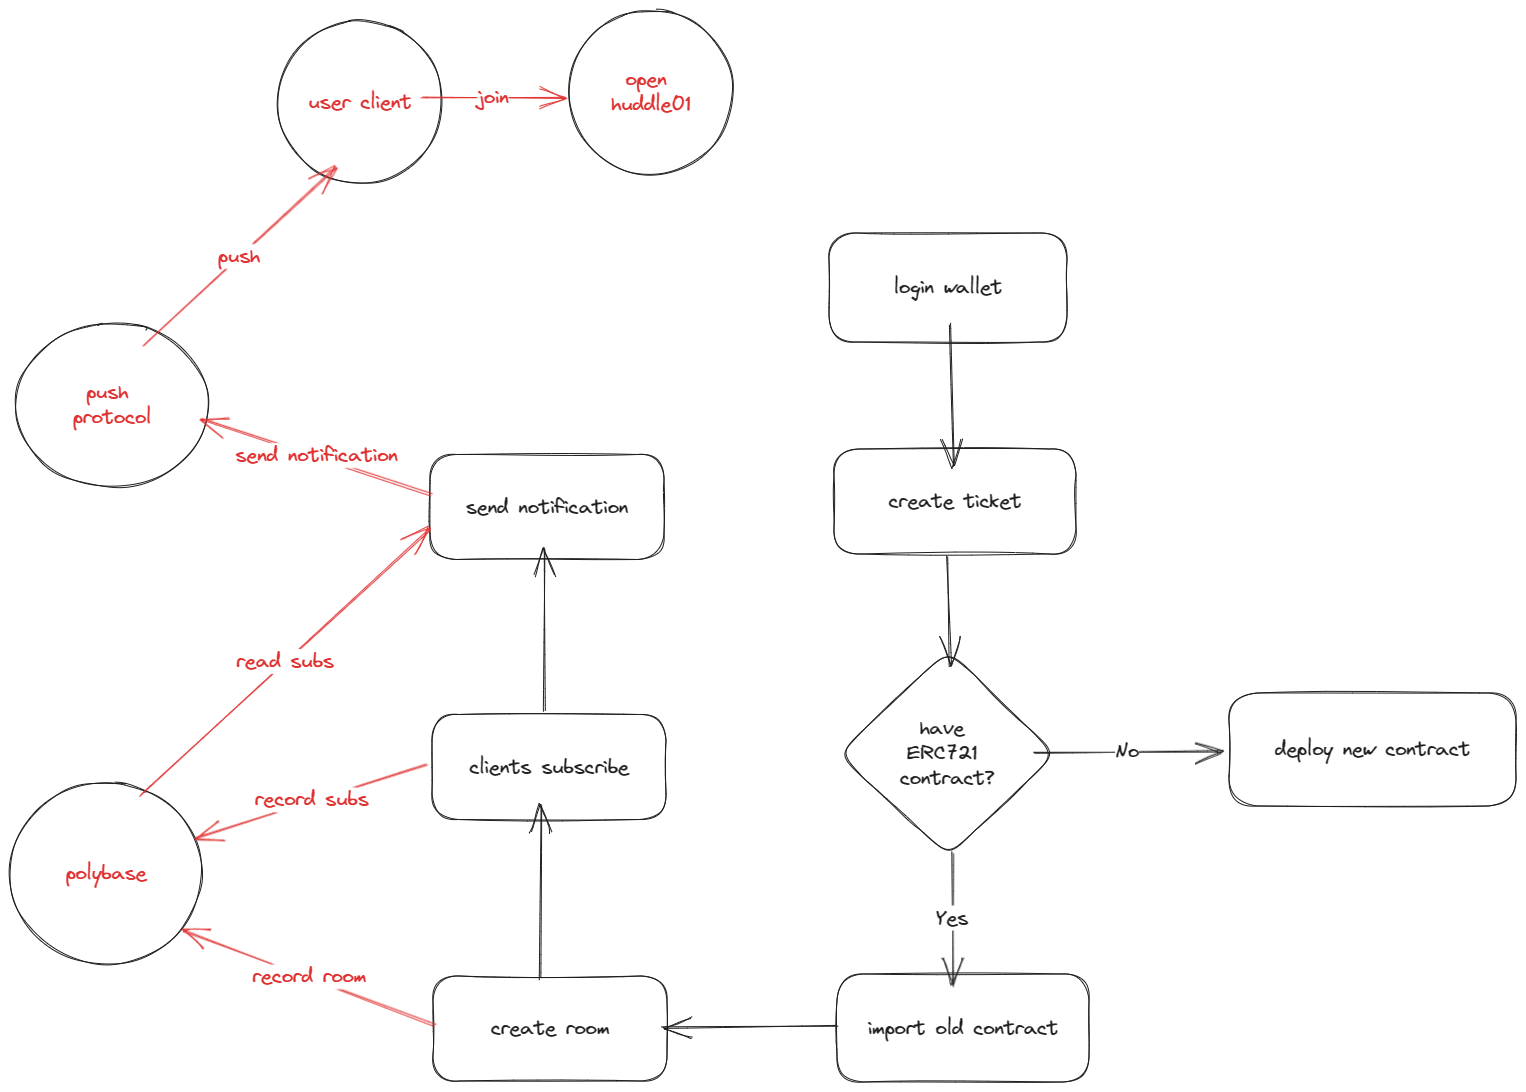 user client
join
open
huddle01
push
login wallet
push
protocol
send notification
send notification
create ticket
read subs
have
ERC721
contract?
No
deploy new contract
clients subscribe
record subs
polybase
Yes
record room
create room
import old contract